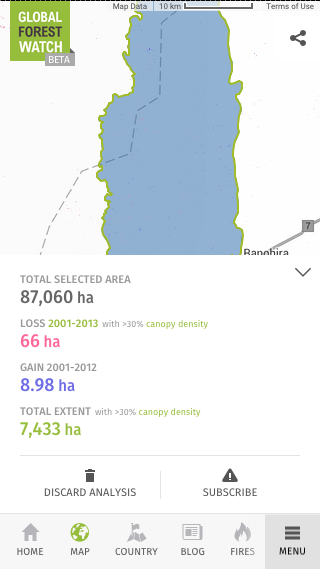 Map Data 10 km Terms of Use
GLOBAL
FOREST
WATCH
BETA
7
Ranohira
TOTAL SELECTED AREA
87,060 ha
LOSS 2001-2013 with >30% canopy density
66 ha
GAIN 2001-2012
8.98 ha
TOTAL EXTENT with >30% canopy density
7,433 ha
DISCARD ANALYSIS SUBSCRIBE
HOME MAP COUNTRY BLOG FIRES MENU